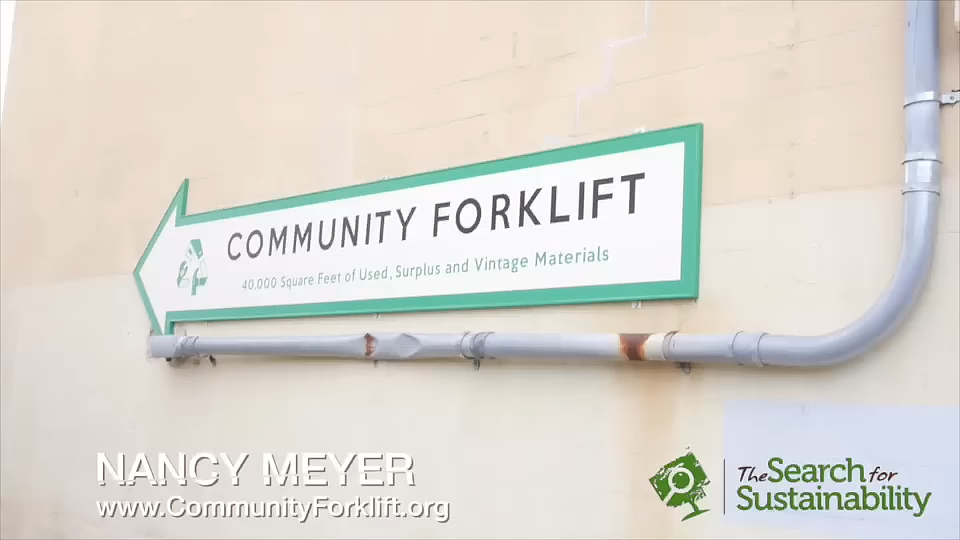 COMMUNITY FORKLIFT
40,000 Square Feet of Used, Surplus and Vintage Materials
NANCY MEYER
www.CommunityForklift.org
The Search for
Sustainability